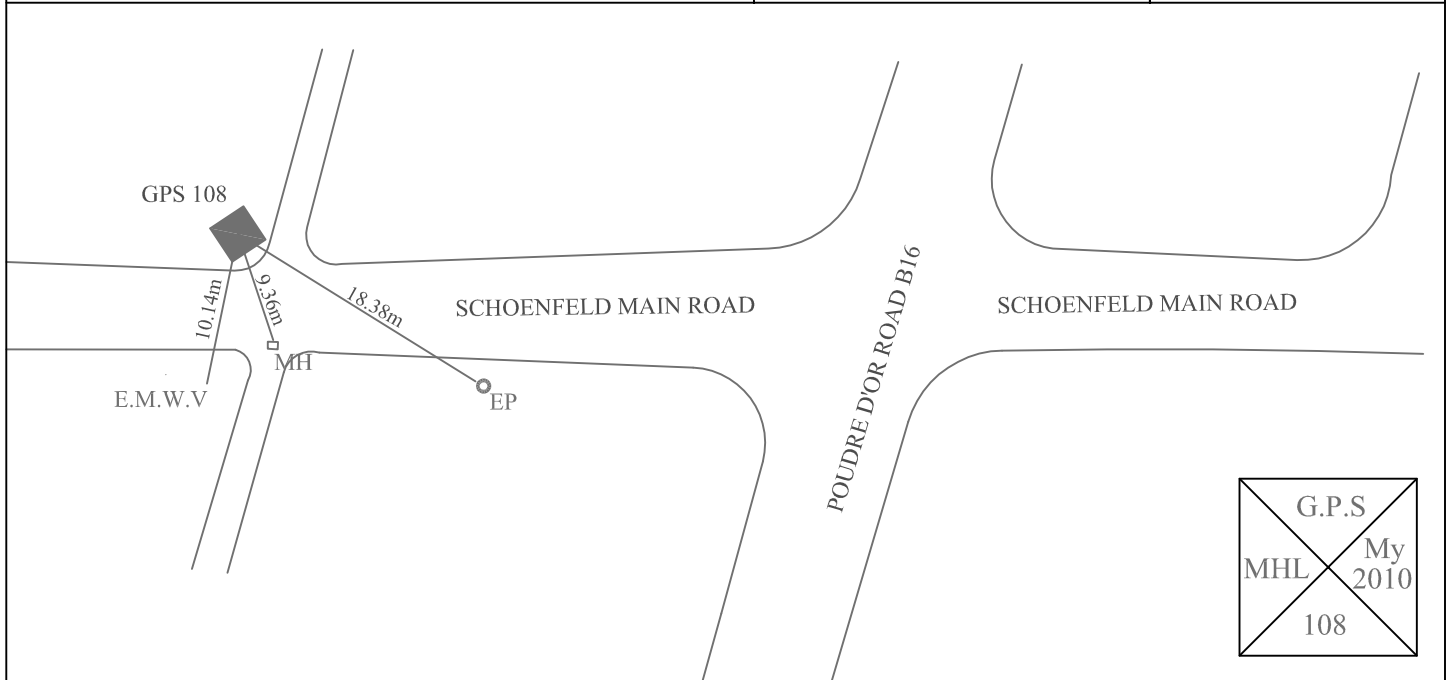 GPS 108
10.14m
9.36m
18.38m
SCHOENFELD MAIN ROAD
POUDRE D'OR ROAD B16
SCHOENFELD MAIN ROAD
MH
E.M.W.V
EP
G.P.S
MHL
My
2010
108